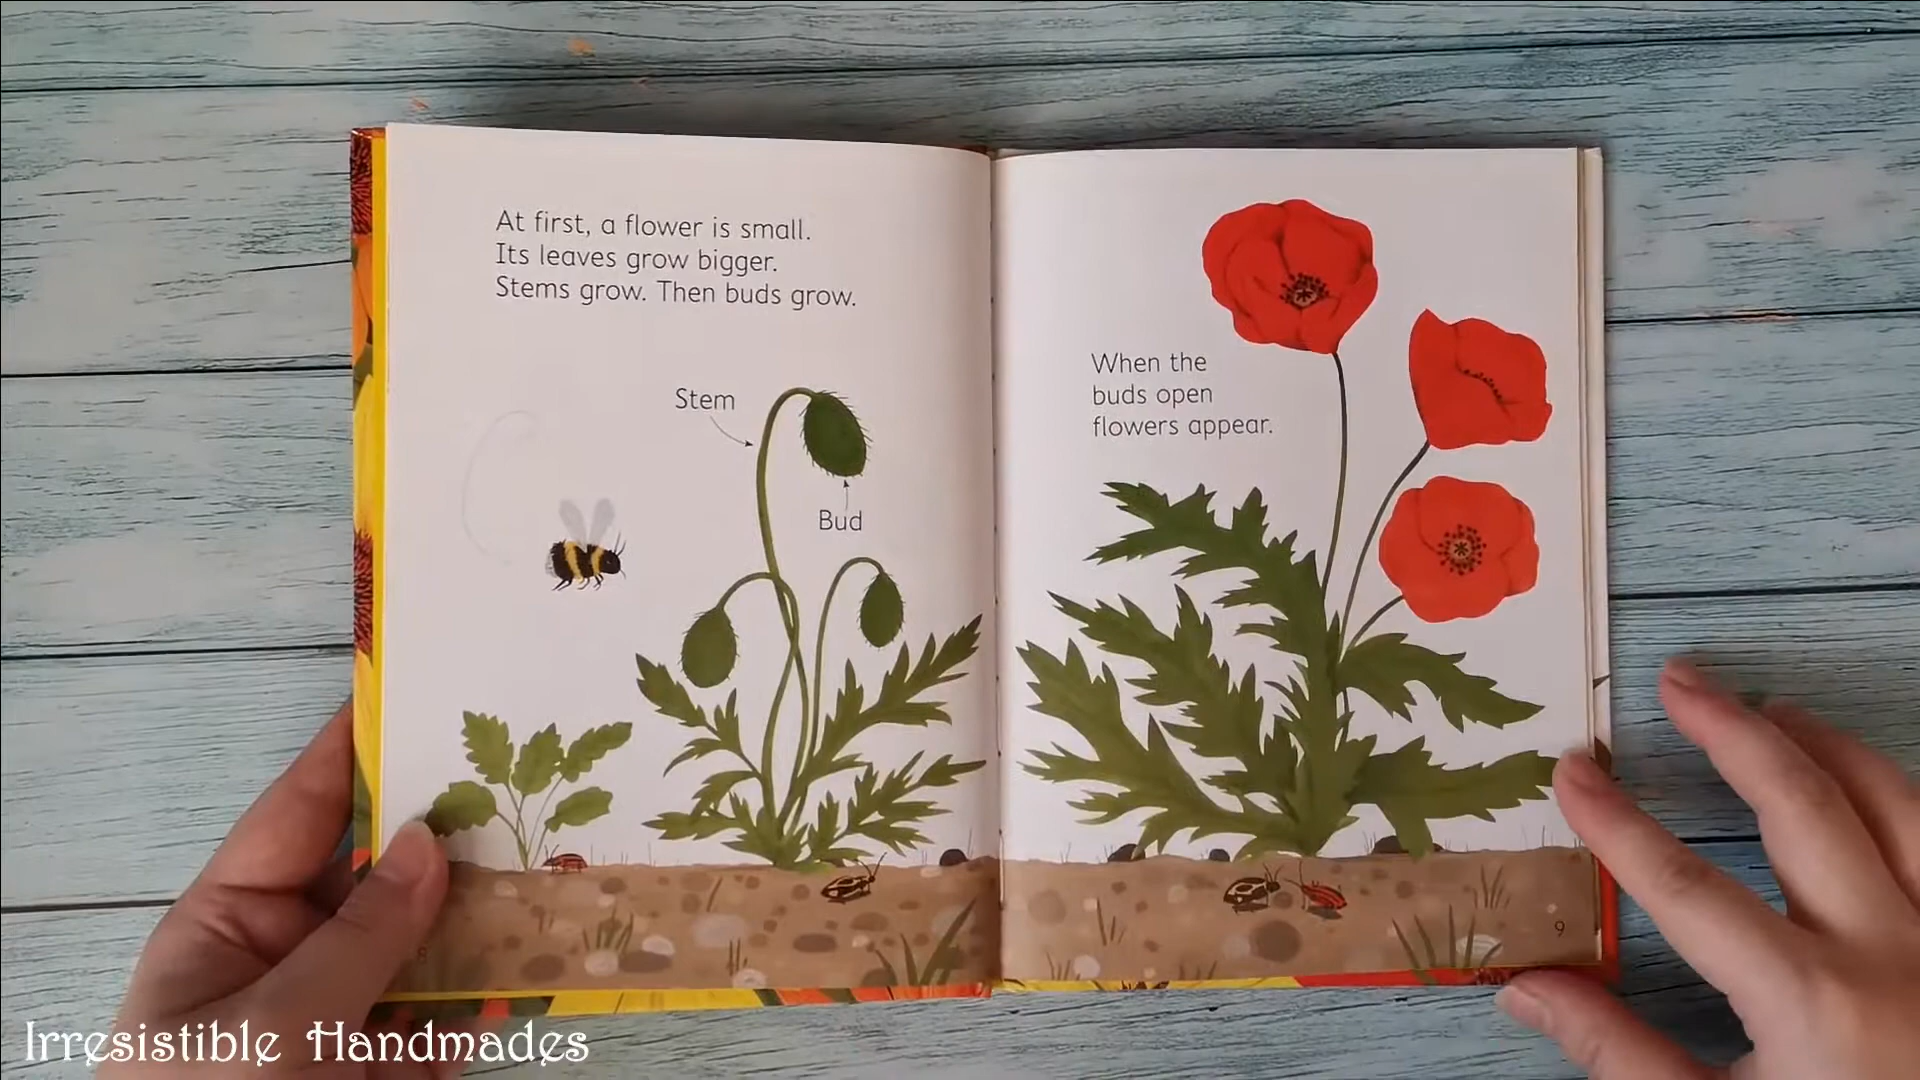 At first, a flower is small.
Its leaves grow bigger.
Stems grow. Then buds grow.
Stem
Bud
8
When the
buds open
flowers appear.
9
Irresistible Handmades